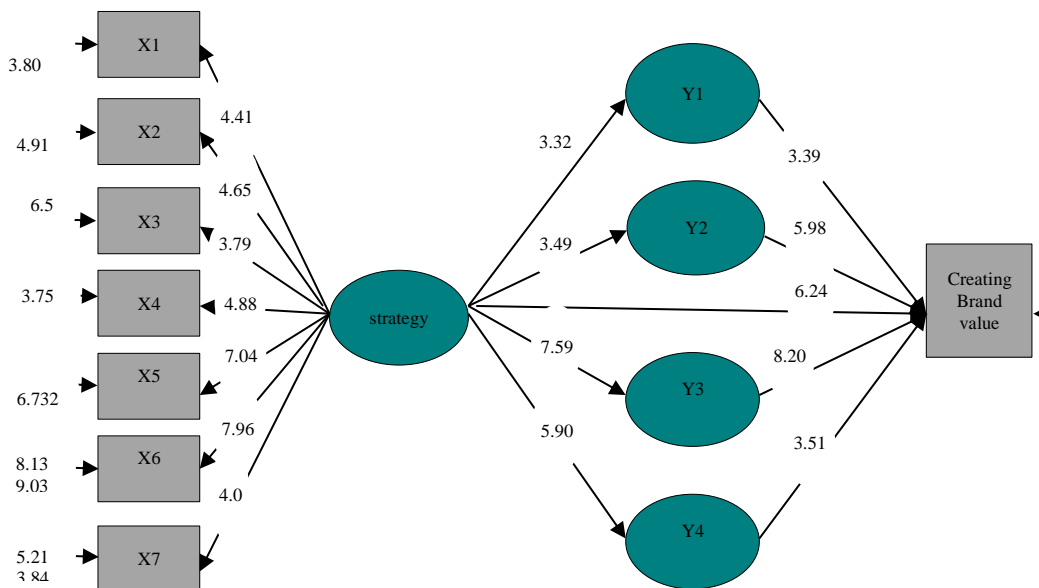 X1
3.80
4.41
X2
4.91
4.65
X3
6.5
3.79
X4
3.75
4.88
X5
6.732
7.04
X6
8.13
9.03
7.96
X7
5.21
3.84
4.0
strategy
3.32
3.49
7.59
5.90
Y1
Y2
Y3
Y4
3.39
5.98
6.24
8.20
3.51
Creating
Brand
value